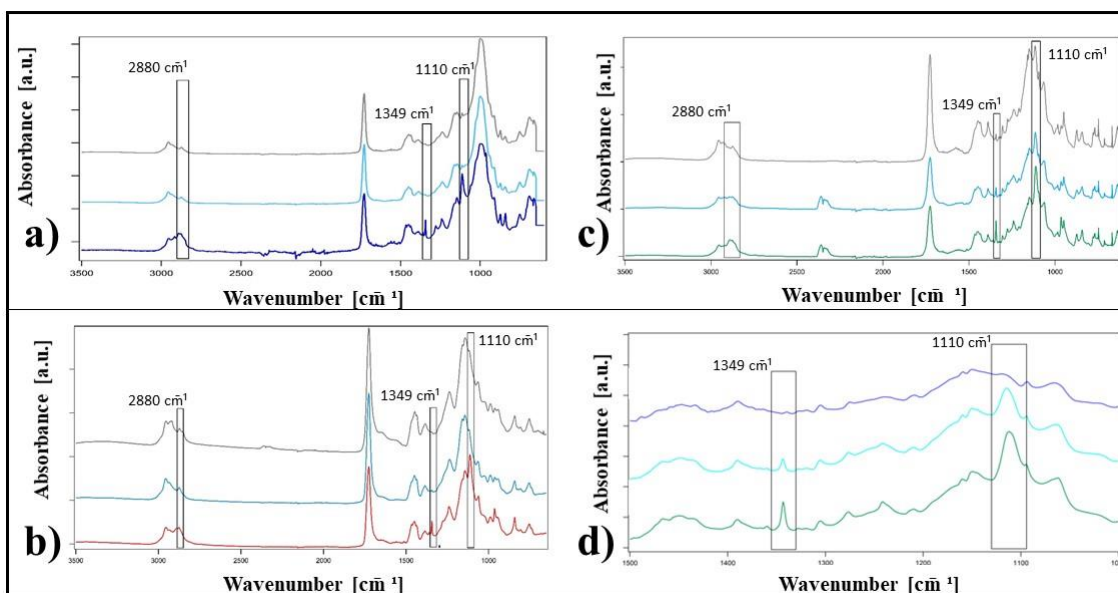 a)
Absorbance [a.u.]
2880 cm̄¹
1349 cm̄¹
1110 cm̄¹
3500 3000 2500 2000 1500 1000
Wavenumber [cm̄ ¹]
c)
Absorbance [a.u.]
2880 cm̄¹
1349 cm̄¹
1110 cm̄¹
3500 3000 2500 2000 1500 1000
Wavenumber [cm̄ ¹]
b)
Absorbance [a.u.]
2880 cm̄¹
1349 cm̄¹
1110 cm̄¹
3500 3000 2500 2000 1500 1000
Wavenumber [cm̄ ¹]
d)
Absorbance [a.u.]
1349 cm̄¹
1110 cm̄¹
1500 1400 1300 1200 1100
Wavenumber [cm̄ ¹]